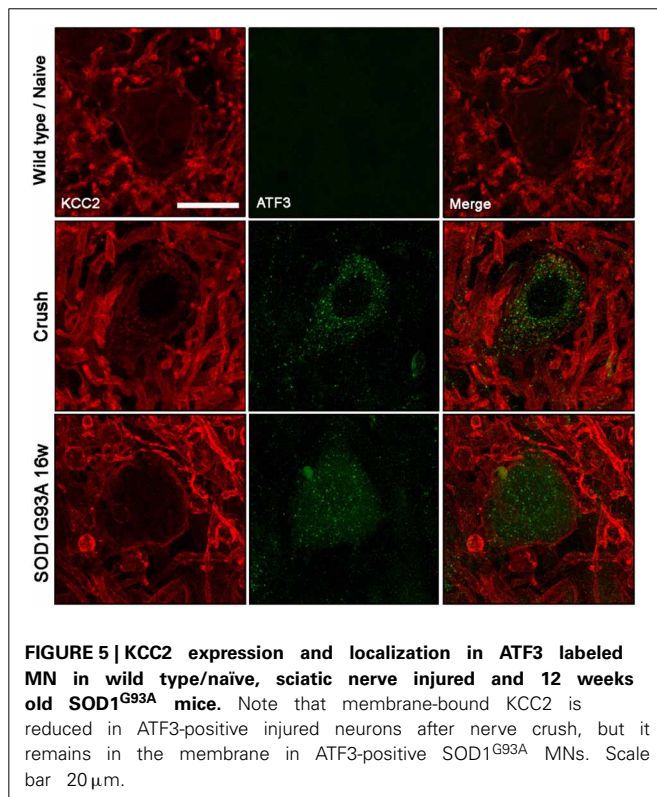 Wild type / Naive
KCC2
ATF3
Merge
Crush
SOD1G93A 16w
FIGURE 5 | KCC2 expression and localization in ATF3 labeled
MN in wild type/naïve, sciatic nerve injured and 12 weeks
old SOD1G93A mice. Note that membrane-bound KCC2 is
reduced in ATF3-positive injured neurons after nerve crush, but it
remains in the membrane in ATF3-positive SOD1G93A MNs. Scale
bar 20 μm.